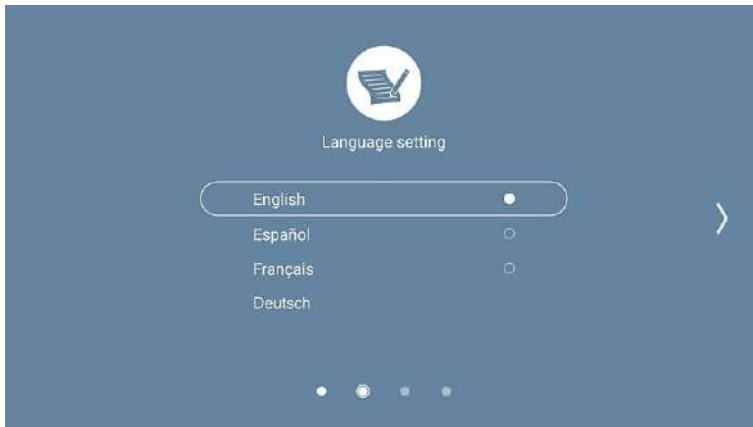 Language setting
English
Español
Français
Deutsch